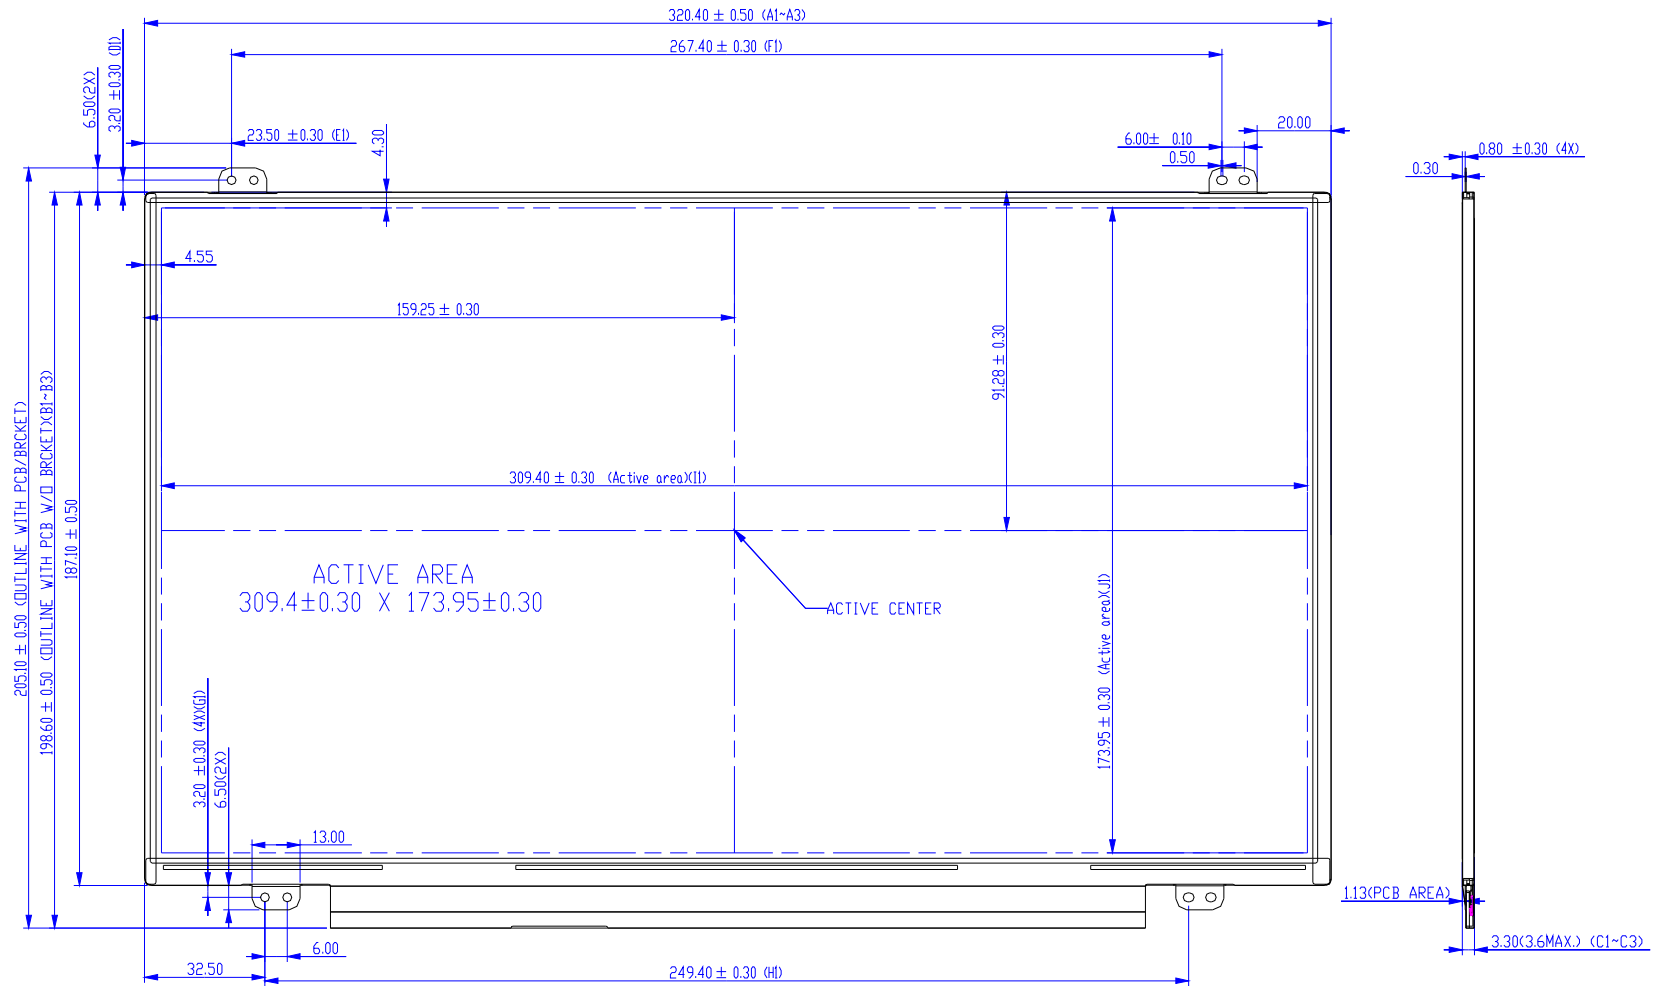 320.40 ± 0.50 (A1~A3)
267.40 ± 0.30 (F1)
6.50(2X)
3.20 ±0.30 (D1)
23.50 ±0.30 (E1)
4.30
6.00± 0.10
0.50
20.00
0.80 ±0.30 (4X)
0.30
4.55
159.25 ± 0.30
91.28 ± 0.30
309.40 ± 0.30 (Active area)(I1)
205.10 ± 0.50 (OUTLINE WITH PCB/BRCKET)
198.60 ± 0.50 (OUTLINE WITH PCB W/O BRCKET)(B1~B3)
187.10 ± 0.50
ACTIVE AREA
309.4±0.30 X 173.95±0.30
ACTIVE CENTER
173.95 ± 0.30 (Active area)(J1)
3.20 ±0.30 (4X)(G1)
6.50(2X)
13.00
1.13(PCB AREA)
6.00
32.50
249.40 ± 0.30 (H1)
3.30(3.6MAX.) (C1~C3)